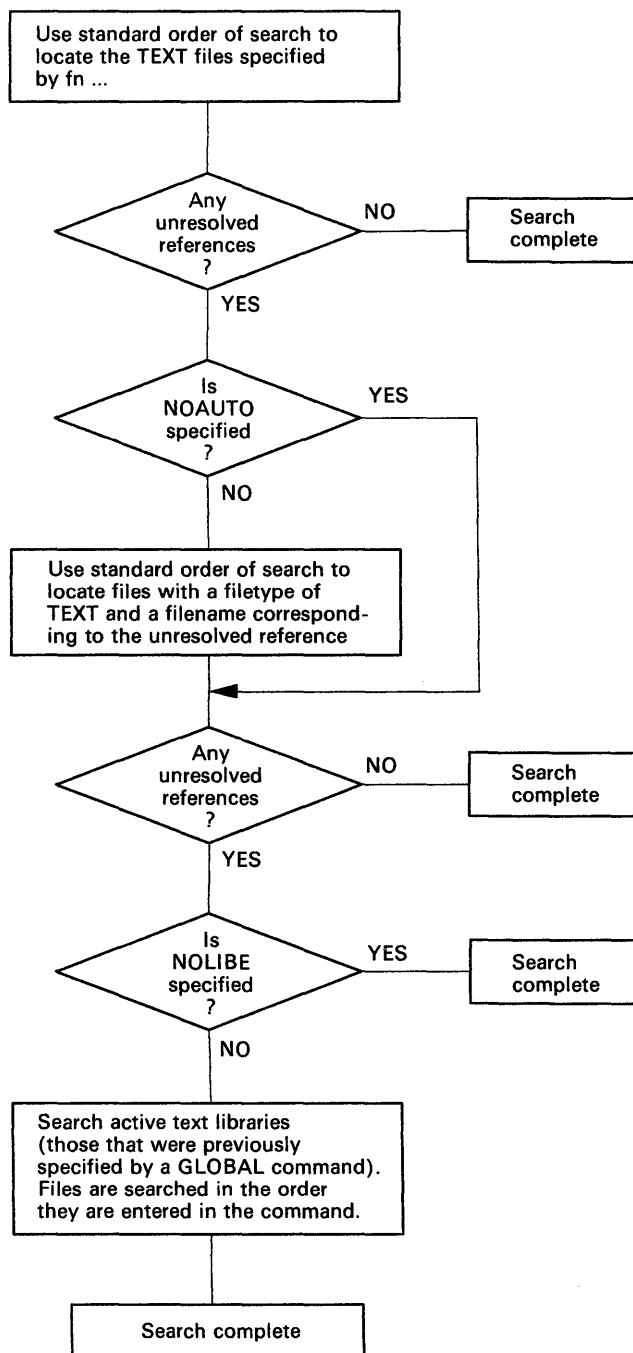 Use standard order of search to
locate the TEXT files specified
by fn ...
Any
unresolved
references
?
NO
Search
complete
YES
Is
NOAUTO
specified
?
YES
NO
Use standard order of search to
locate files with a filetype of
TEXT and a filename correspond-
ing to the unresolved reference
Any
unresolved
references
?
NO
Search
complete
YES
Is
NOLIBE
specified
?
YES
Search
complete
NO
Search active text libraries
(those that were previously
specified by a GLOBAL command).
Files are searched in the order
they are entered in the command.
Search complete